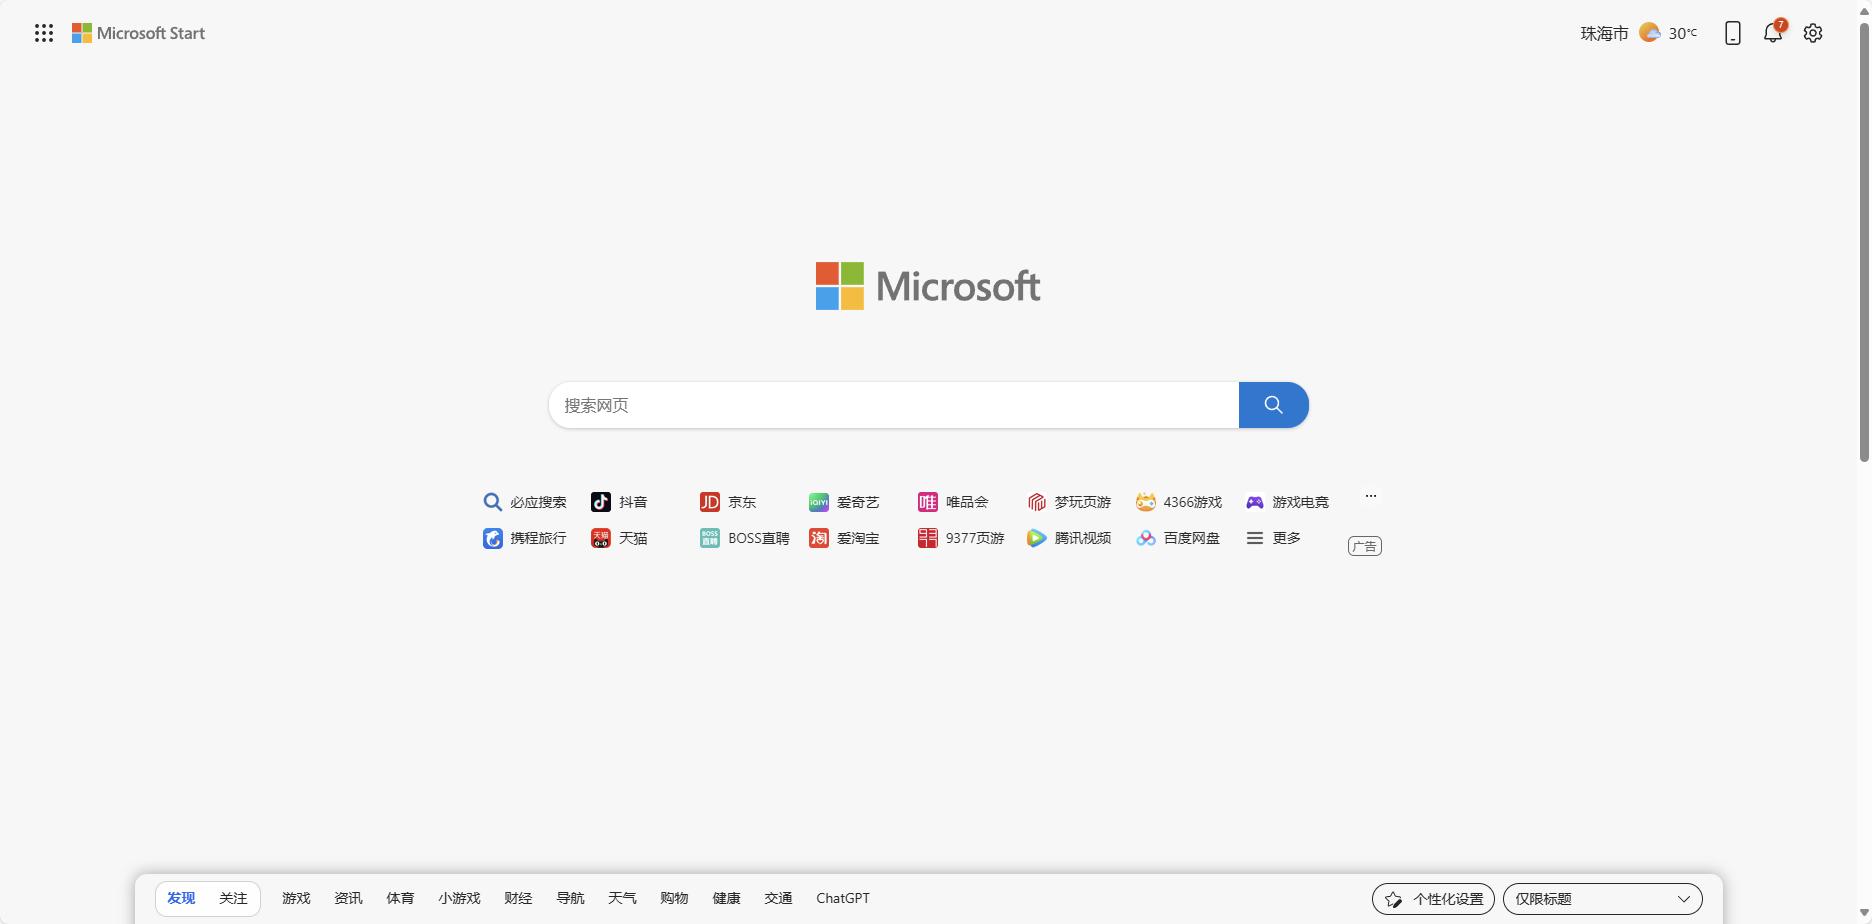 Microsoft Start
珠海市 30°C
7
Microsoft
搜索网页
必应搜索 抖音 京东 爱奇艺 唯品会 梦玩页游 4366游戏 游戏电竞 ...
携程旅行 天猫 BOSS直聘 爱淘宝 9377页游 腾讯视频 百度网盘 更多
广告
发现 关注 游戏 资讯 体育 小游戏 财经 导航 天气 购物 健康 交通 ChatGPT 个性化设置 仅限标题